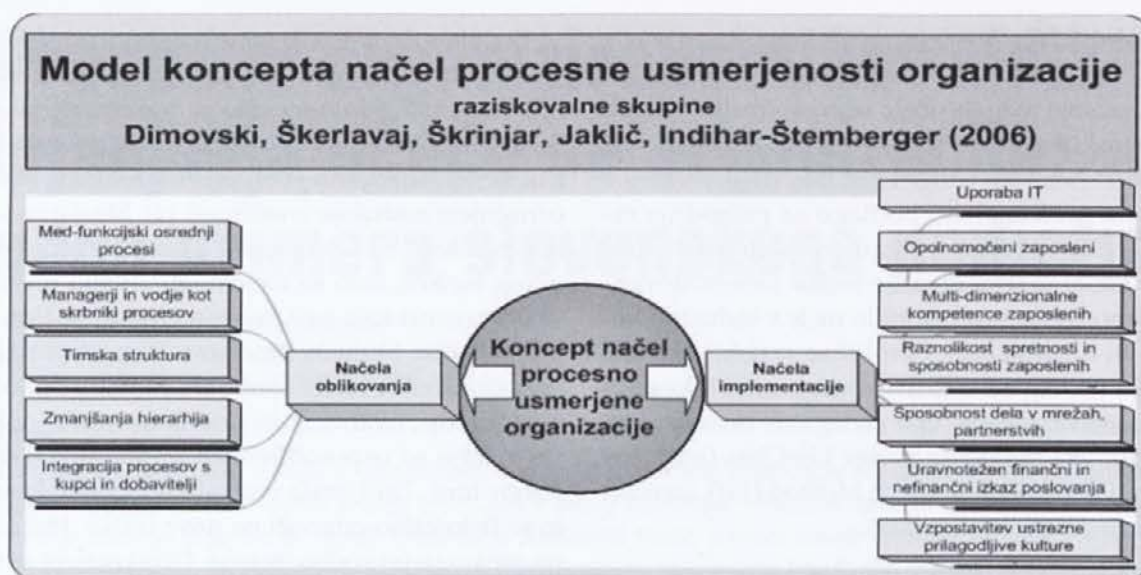 Model koncepta načel procesne usmerjenosti organizacije
raziskovalne skupine
Dimovski, Škerlavaj, Škrinjar, Jaklič, Indihar-Štemberger (2006)
Med-funkcijski osrednji
procesi
Managerji in vodje kot
skrbniki procesov
Timska struktura
Zmanjšanja hierarhija
Integracija procesov s
kupci in dobavitelji
Načela
oblikovanja
Koncept načel
procesno
usmerjene
organizacije
Načela
implementacije
Uporaba IT
Opolnomočeni zaposleni
Multi-dimenzionalne
kompetence zaposlenih
Raznolikost spretnosti in
sposobnosti zaposlenih
Sposobnost dela v mrežah,
partnerstvih
Uravnotežen finančni in
nefinančni izkaz poslovanja
Vzpostavitev ustrezne
prilagodljive kulture